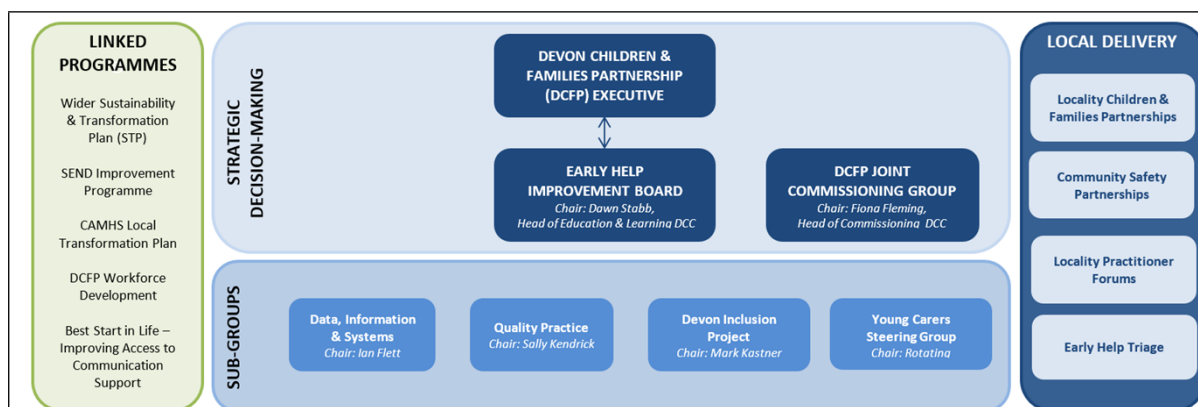 LINKED
PROGRAMMES
Wider Sustainability
& Transformation
Plan (STP)
SEND Improvement
Programme
CAMHS Local
Transformation Plan
DCFP Workforce
Development
Best Start in Life –
Improving Access to
Communication
Support
STRATEGIC
DECISION-MAKING
DEVON CHILDREN &
FAMILIES PARTNERSHIP
(DCFP) EXECUTIVE
EARLY HELP
IMPROVEMENT BOARD
Chair: Dawn Stabb,
Head of Education & Learning DCC
DCFP JOINT
COMMISSIONING GROUP
Chair: Fiona Fleming,
Head of Commissioning DCC
SUB-GROUPS
Data, Information
& Systems
Chair: Ian Flett
Quality Practice
Chair: Sally Kendrick
Devon Inclusion
Project
Chair: Mark Kastner
Young Carers
Steering Group
Chair: Rotating
LOCAL DELIVERY
Locality Children &
Families Partnerships
Community Safety
Partnerships
Locality Practitioner
Forums
Early Help Triage